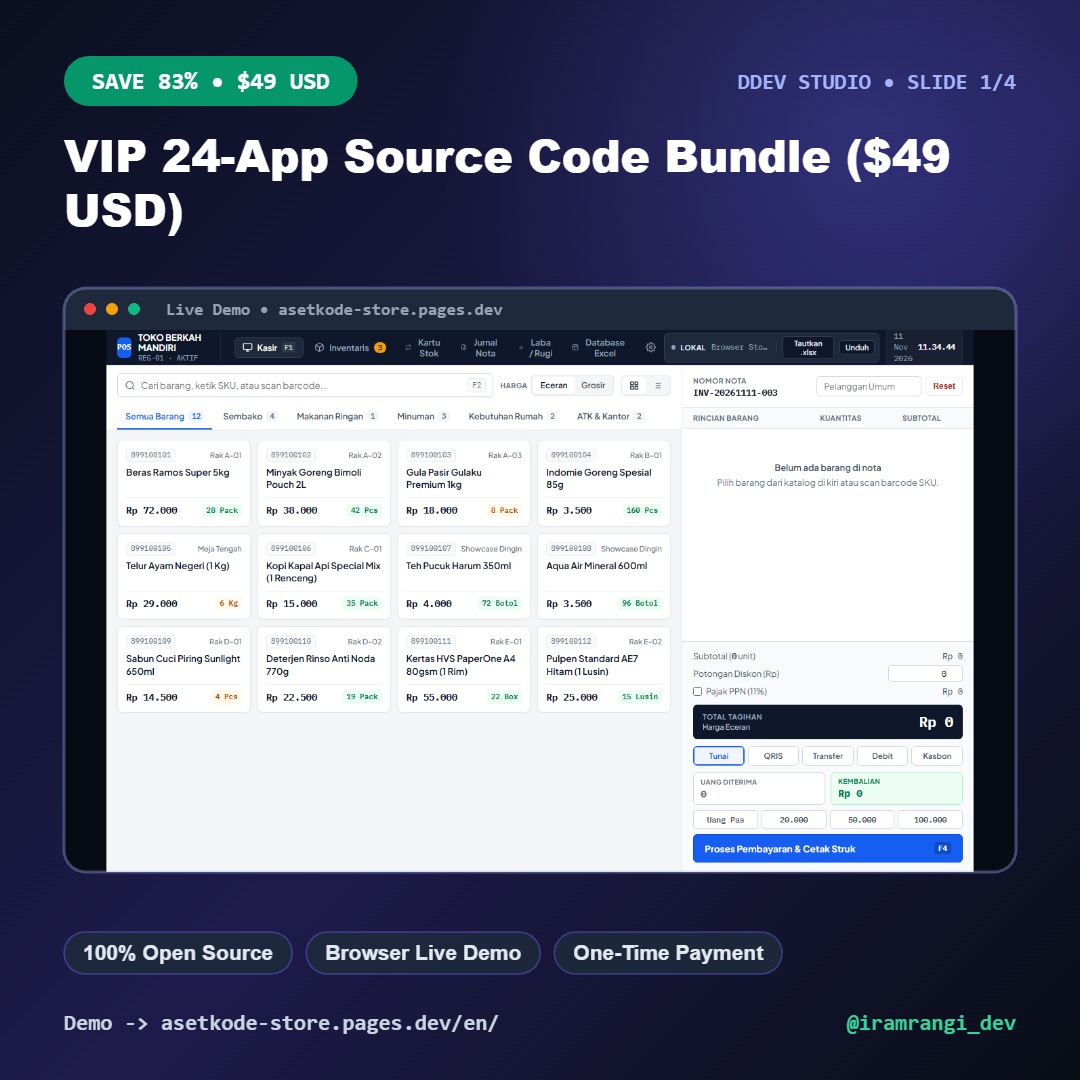 SAVE 83% • $49 USD
DDEV STUDIO • SLIDE 1/4
VIP 24-App Source Code Bundle ($49
USD)
Live Demo • asetkode-store.pages.dev
POS
TOKO BERKAH
MANDIRI
REG-01 - AKTIF
Kasir F1
Inventaris 3
Kartu
Stok
Jurnal
Nota
Laba
/Rugi
Database
Excel
LOKAL Browser Sto...
Tautkan
.xlsx
Unduh
11
Nov
2026
11.34.44
Cari barang, ketik SKU, atau scan barcode...
F2
HARGA
Eceran
Grosir
Semua Barang 12
Sembako 4
Makanan Ringan 1
Minuman 3
Kebutuhan Rumah 2
ATK & Kantor 2
899100101 Rak A-01
Beras Ramos Super 5kg
Rp 72.000 28 Pack
899100102 Rak A-02
Minyak Goreng Bimoli
Pouch 2L
Rp 38.000 42 Pcs
899100103 Rak A-03
Gula Pasir Gulaku
Premium 1kg
Rp 18.000 8 Pack
899100104 Rak B-01
Indomie Goreng Spesial
85g
Rp 3.500 160 Pcs
899100105 Meja Tengah
Telur Ayam Negeri (1 Kg)
Rp 29.000 6 Kg
899100106 Rak C-01
Kopi Kapal Api Special Mix
(1 Renceng)
Rp 15.000 35 Pack
899100107 Showcase Dingin
Teh Pucuk Harum 350ml
Rp 4.000 72 Botol
899100108 Showcase Dingin
Aqua Air Mineral 600ml
Rp 3.500 96 Botol
899100109 Rak D-01
Sabun Cuci Piring Sunlight
650ml
Rp 14.500 4 Pcs
899100110 Rak D-02
Deterjen Rinso Anti Noda
770g
Rp 22.500 19 Pack
899100111 Rak E-01
Kertas HVS PaperOne A4
80gsm (1 Rim)
Rp 55.000 22 Box
899100112 Rak E-02
Pulpen Standard AE7
Hitam (1 Lusin)
Rp 25.000 15 Lusin
NOMOR NOTA
INV-20261111-003
Pelanggan Umum
Reset
RINCIAN BARANG KUANTITAS SUBTOTAL
Belum ada barang di nota
Pilih barang dari katalog di kiri atau scan barcode SKU.
Subtotal (0 unit) Rp 0
Potongan Diskon (Rp) 0
Pajak PPN (11%) Rp 0
TOTAL TAGIHAN
Harga Eceran
Rp 0
Tunai
QRIS
Transfer
Debit
Kasbon
UANG DITERIMA
0
KEMBALIAN
Rp 0
Uang Pas
20.000
50.000
100.000
Proses Pembayaran & Cetak Struk F4
100% Open Source
Browser Live Demo
One-Time Payment
Demo -> asetkode-store.pages.dev/en/
@iramrangi_dev